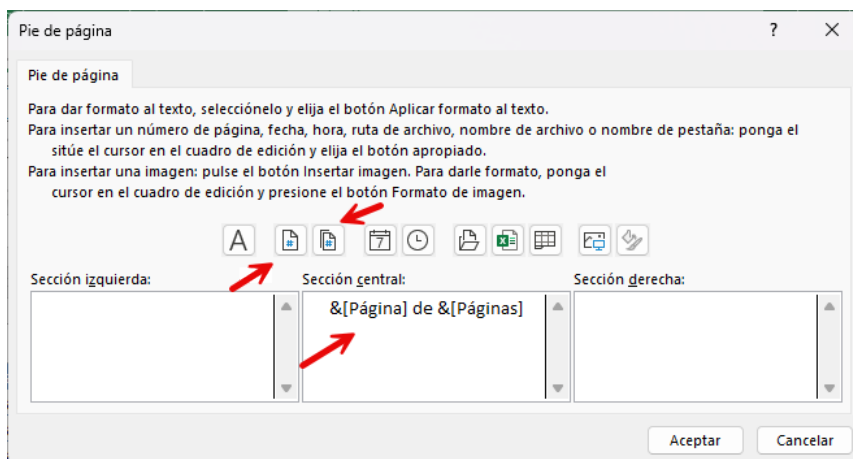 Pie de página
?
Pie de página
Para dar formato al texto, selecciónelo y elija el botón Aplicar formato al texto.
Para insertar un número de página, fecha, hora, ruta de archivo, nombre de archivo o nombre de pestaña: ponga el
sitúe el cursor en el cuadro de edición y elija el botón apropiado.
Para insertar una imagen: pulse el botón Insertar imagen. Para darle formato, ponga el
cursor en el cuadro de edición y presione el botón Formato de imagen.
A # # 7
Sección izquierda: Sección central: Sección derecha:
&[Página] de &[Páginas]
Aceptar Cancelar